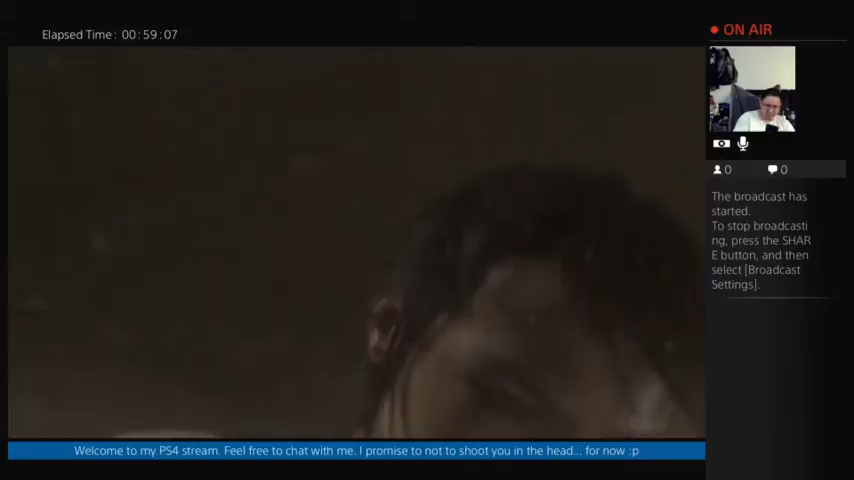 Elapsed Time: 00:59:07
ON AIR
0 0
The broadcast has
started.
To stop broadcasti
ng, press the SHAR
E button, and then
select [Broadcast
Settings].
Welcome to my PS4 stream. Feel free to chat with me. I promise to not to shoot you in the head... for now :p